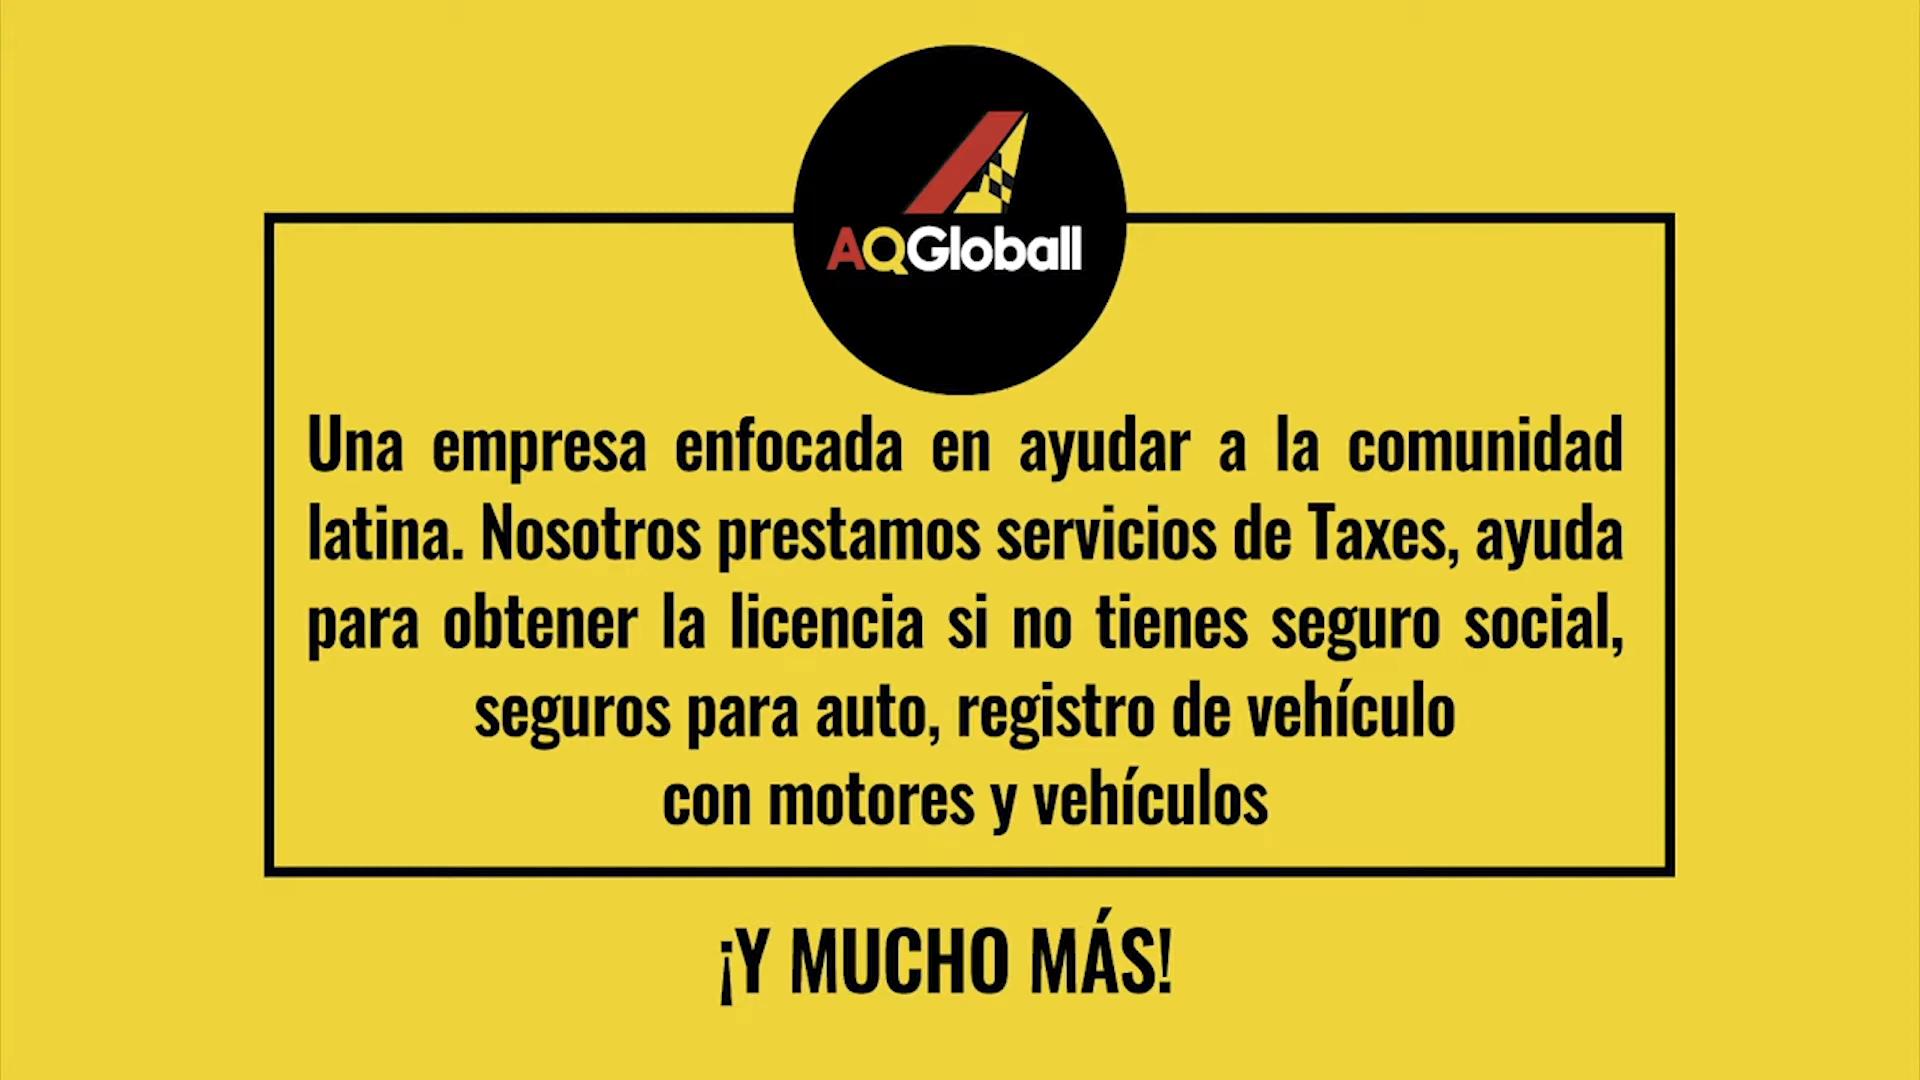 AQGloball
Una empresa enfocada en ayudar a la comunidad
latina. Nosotros prestamos servicios de Taxes, ayuda
para obtener la licencia si no tienes seguro social,
seguros para auto, registro de vehículo
con motores y vehículos
¡Y MUCHO MÁS!